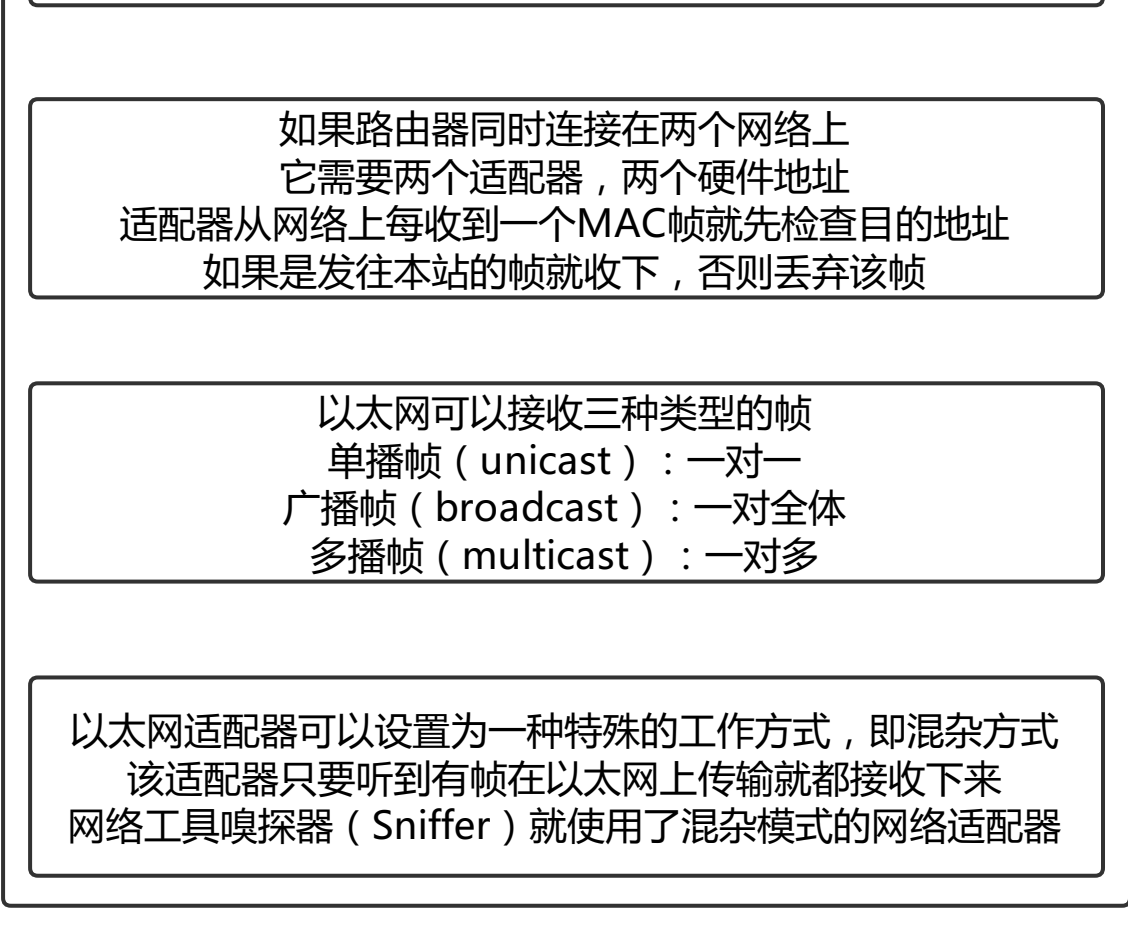 如果路由器同时连接在两个网络上
它需要两个适配器，两个硬件地址
适配器从网络上每收到一个MAC帧就先检查目的地址
如果是发往本站的帧就收下，否则丢弃该帧
以太网可以接收三种类型的帧
单播帧（unicast）：一对一
广播帧（broadcast）：一对全体
多播帧（multicast）：一对多
以太网适配器可以设置为一种特殊的工作方式，即混杂方式
该适配器只要听到有帧在以太网上传输就都接收下来
网络工具嗅探器（Sniffer）就使用了混杂模式的网络适配器